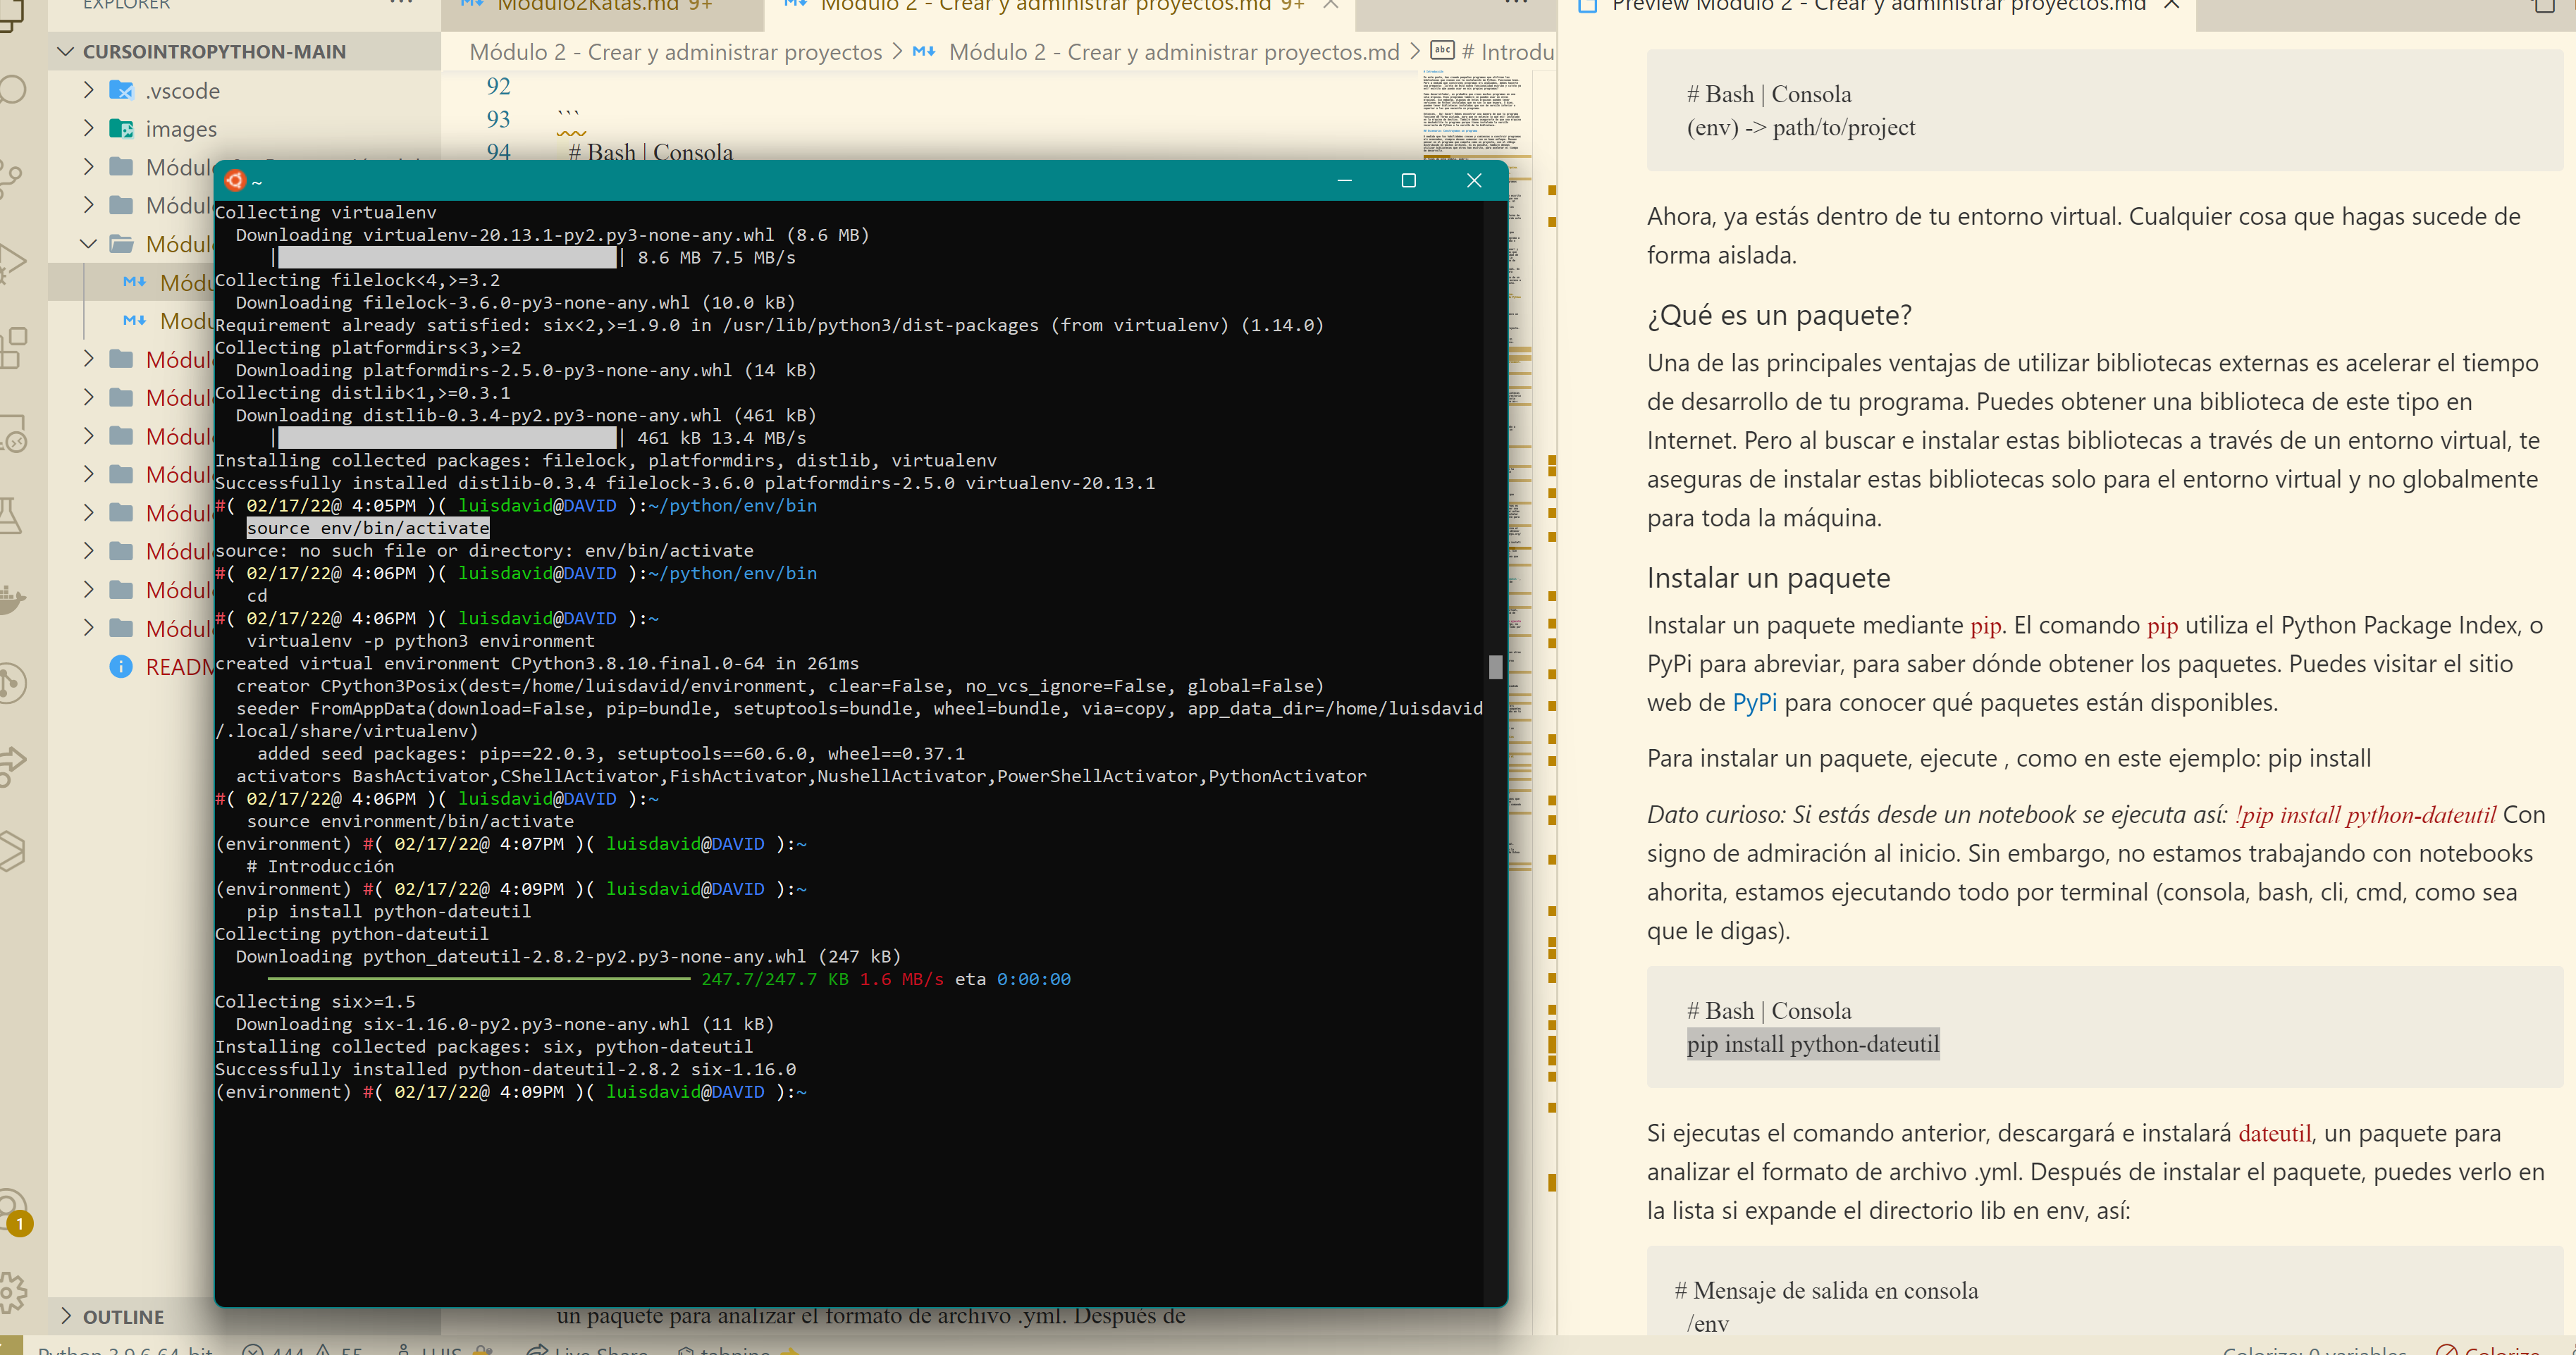 EXPLORER
CURSOINTROPYTHON-MAIN
.vscode
images
Módul
Módul
Módul
Módu
Modu
Módul
Módul
Módul
Módul
Módul
Módul
Módul
Módul
READM
OUTLINE
Modulo2Katas.md 9+
Módulo 2 - Crear y administrar proyectos.md 9+
Módulo 2 - Crear y administrar proyectos > Módulo 2 - Crear y administrar proyectos.md > # Introdu
92
93 ```
94 # Bash | Consola
~
Collecting virtualenv
Downloading virtualenv-20.13.1-py2.py3-none-any.whl (8.6 MB)
| | 8.6 MB 7.5 MB/s
Collecting filelock<4,>=3.2
Downloading filelock-3.6.0-py3-none-any.whl (10.0 kB)
Requirement already satisfied: six<2,>=1.9.0 in /usr/lib/python3/dist-packages (from virtualenv) (1.14.0)
Collecting platformdirs<3,>=2
Downloading platformdirs-2.5.0-py3-none-any.whl (14 kB)
Collecting distlib<1,>=0.3.1
Downloading distlib-0.3.4-py2.py3-none-any.whl (461 kB)
| | 461 kB 13.4 MB/s
Installing collected packages: filelock, platformdirs, distlib, virtualenv
Successfully installed distlib-0.3.4 filelock-3.6.0 platformdirs-2.5.0 virtualenv-20.13.1
#( 02/17/22@ 4:05PM )( luisdavid@DAVID ):~/python/env/bin
source env/bin/activate
source: no such file or directory: env/bin/activate
#( 02/17/22@ 4:06PM )( luisdavid@DAVID ):~/python/env/bin
cd
#( 02/17/22@ 4:06PM )( luisdavid@DAVID ):~
virtualenv -p python3 environment
created virtual environment CPython3.8.10.final.0-64 in 261ms
creator CPython3Posix(dest=/home/luisdavid/environment, clear=False, no_vcs_ignore=False, global=False)
seeder FromAppData(download=False, pip=bundle, setuptools=bundle, wheel=bundle, via=copy, app_data_dir=/home/luisdavid
/.local/share/virtualenv)
added seed packages: pip==22.0.3, setuptools==60.6.0, wheel==0.37.1
activators BashActivator,CShellActivator,FishActivator,NushellActivator,PowerShellActivator,PythonActivator
#( 02/17/22@ 4:06PM )( luisdavid@DAVID ):~
source environment/bin/activate
(environment) #( 02/17/22@ 4:07PM )( luisdavid@DAVID ):~
# Introducción
(environment) #( 02/17/22@ 4:09PM )( luisdavid@DAVID ):~
pip install python-dateutil
Collecting python-dateutil
Downloading python_dateutil-2.8.2-py2.py3-none-any.whl (247 kB)
247.7/247.7 KB 1.6 MB/s eta 0:00:00
Collecting six>=1.5
Downloading six-1.16.0-py2.py3-none-any.whl (11 kB)
Installing collected packages: six, python-dateutil
Successfully installed python-dateutil-2.8.2 six-1.16.0
(environment) #( 02/17/22@ 4:09PM )( luisdavid@DAVID ):~
un paquete para analizar el formato de archivo .yml. Después de
Preview Módulo 2 - Crear y administrar proyectos.md
# Bash | Consola
(env) -> path/to/project
Ahora, ya estás dentro de tu entorno virtual. Cualquier cosa que hagas sucede de
forma aislada.
¿Qué es un paquete?
Una de las principales ventajas de utilizar bibliotecas externas es acelerar el tiempo
de desarrollo de tu programa. Puedes obtener una biblioteca de este tipo en
Internet. Pero al buscar e instalar estas bibliotecas a través de un entorno virtual, te
aseguras de instalar estas bibliotecas solo para el entorno virtual y no globalmente
para toda la máquina.
Instalar un paquete
Instalar un paquete mediante pip. El comando pip utiliza el Python Package Index, o
PyPi para abreviar, para saber dónde obtener los paquetes. Puedes visitar el sitio
web de PyPi para conocer qué paquetes están disponibles.
Para instalar un paquete, ejecute , como en este ejemplo: pip install
Dato curioso: Si estás desde un notebook se ejecuta así: !pip install python-dateutil Con
signo de admiración al inicio. Sin embargo, no estamos trabajando con notebooks
ahorita, estamos ejecutando todo por terminal (consola, bash, cli, cmd, como sea
que le digas).
# Bash | Consola
pip install python-dateutil
Si ejecutas el comando anterior, descargará e instalará dateutil, un paquete para
analizar el formato de archivo .yml. Después de instalar el paquete, puedes verlo en
la lista si expande el directorio lib en env, así:
# Mensaje de salida en consola
/env
1
Python 3.9.6 64-bit 444 55 LUIS Live Share tabnine
Colorize: 0 variables Colorize